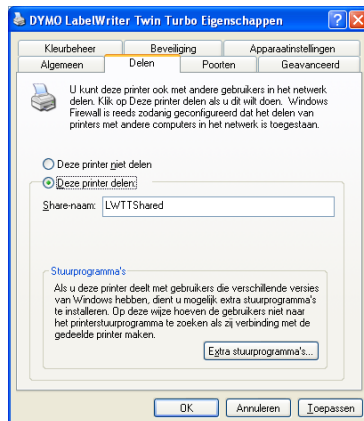 DYMO LabelWriter Twin Turbo Eigenschappen
Kleurbeheer Beveiliging Apparaatinstellingen
Algemeen Delen Poorten Geavanceerd
U kunt deze printer ook met andere gebruikers in het netwerk
delen. Klik op Deze printer delen als u dit wilt doen. Windows
Firewall is reeds zodanig geconfigureerd dat het delen van
printers met andere computers in het netwerk is toegestaan.
Deze printer niet delen
Deze printer delen:
Share-naam: LWTTShared
Stuurprogramma's
Als u deze printer deelt met gebruikers die verschillende versies
van Windows hebben, dient u mogelijk extra stuurprogramma's
te installeren. Op deze wijze hoeven de gebruikers niet naar
het printerstuurprogramma te zoeken als zij verbinding met de
gedeelde printer maken.
Extra stuurprogramma's...
OK Annuleren Toepassen